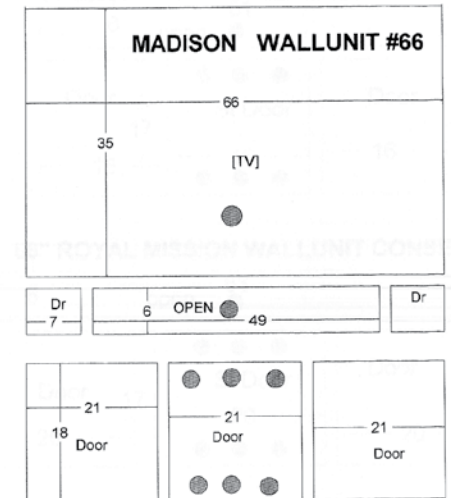 MADISON WALLUNIT #66
66
35
[TV]
Dr
7
6
OPEN
49
Dr
21
18
Door
21
Door
21
Door